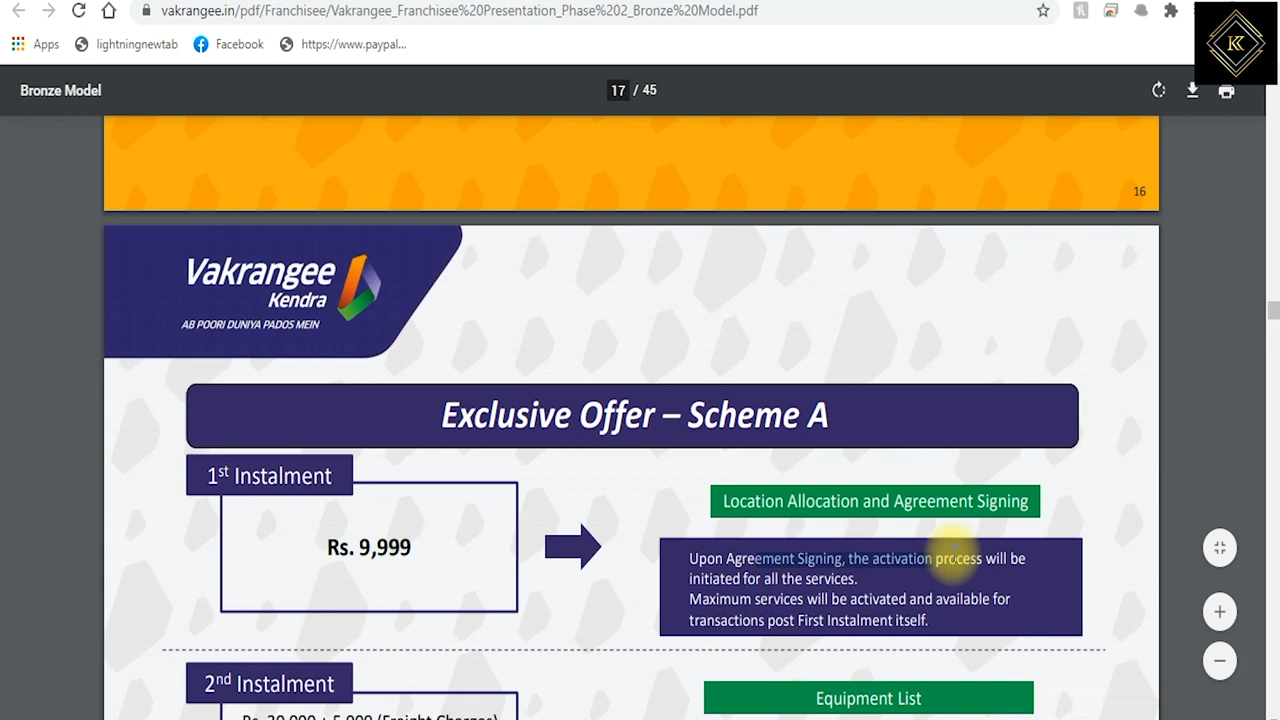 vakrangee.in/pdf/Franchisee/Vakrangee_Franchisee%20Presentation_Phase%202_Bronze%20Model.pdf
Apps lightningnewtab Facebook https://www.paypal...
Bronze Model 17 / 45
16
Vakrangee
Kendra
AB POORI DUNIYA PADOS MEIN
Exclusive Offer – Scheme A
1st Instalment
Rs. 9,999
Location Allocation and Agreement Signing
Upon Agreement Signing, the activation process will be
initiated for all the services.
Maximum services will be activated and available for
transactions post First Instalment itself.
2nd Instalment
Equipment List